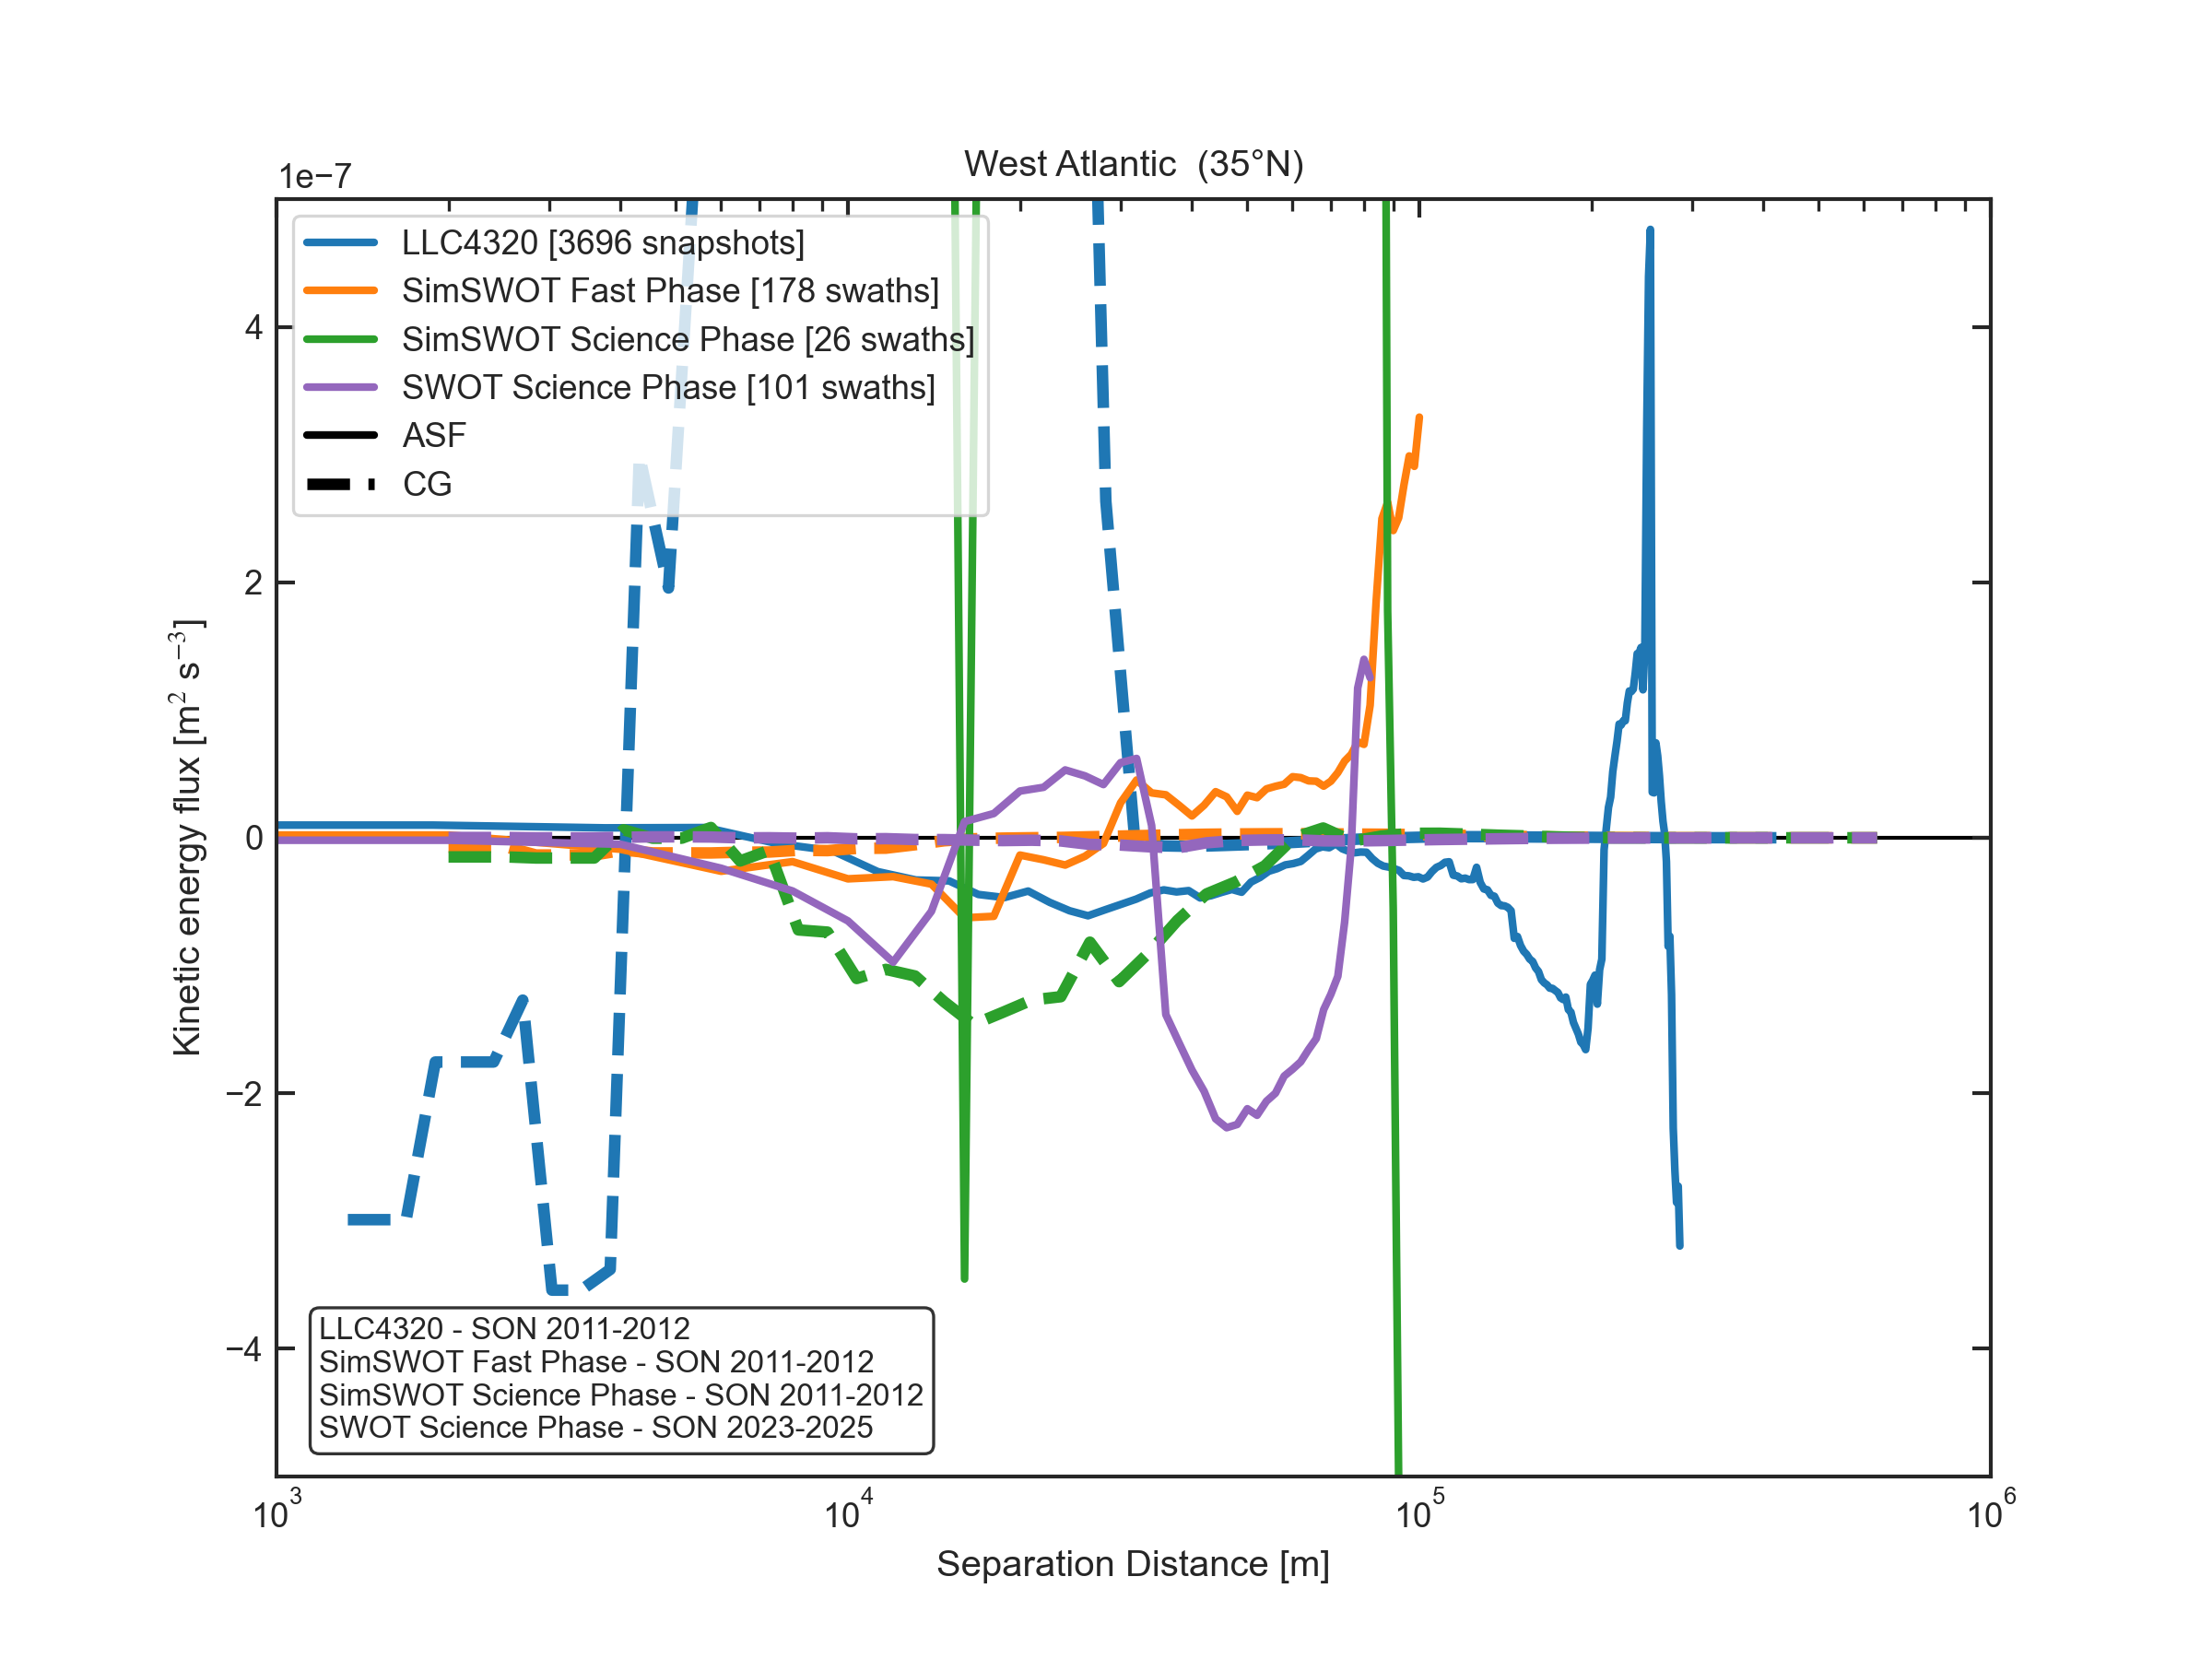 West Atlantic  (35°N)
1e−7
LLC4320 [3696 snapshots]
SimSWOT Fast Phase [178 swaths]
SimSWOT Science Phase [26 swaths]
SWOT Science Phase [101 swaths]
ASF
CG
4
2
0
−2
−4
Kinetic energy flux [m² s⁻³]
LLC4320 - SON 2011-2012
SimSWOT Fast Phase - SON 2011-2012
SimSWOT Science Phase - SON 2011-2012
SWOT Science Phase - SON 2023-2025
10³ 10⁴ 10⁵ 10⁶
Separation Distance [m]